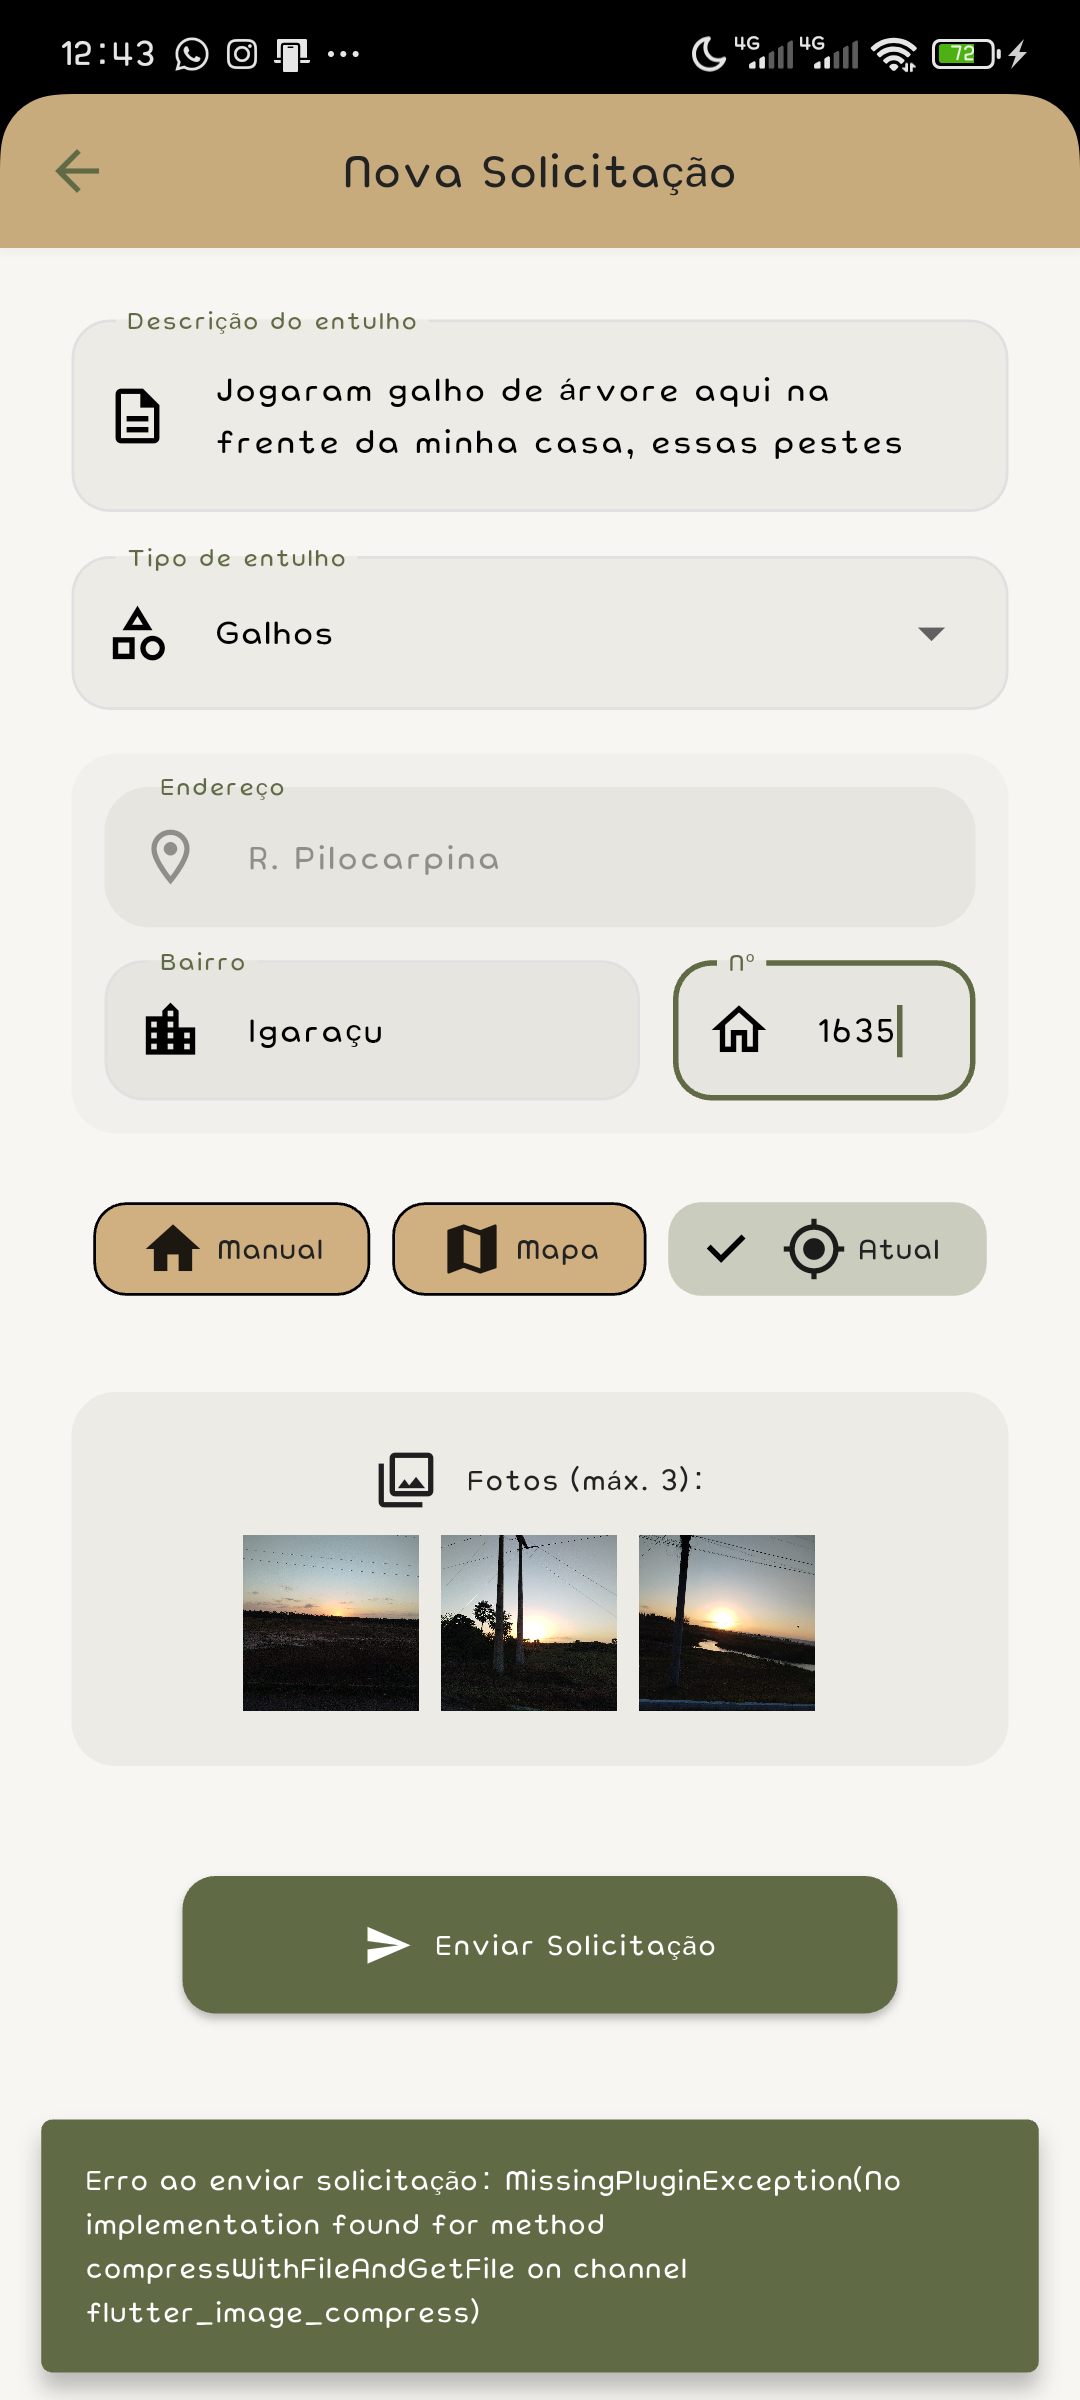 12:43
4G 4G 72
Nova Solicitação
Descrição do entulho
Jogaram galho de árvore aqui na
frente da minha casa, essas pestes
Tipo de entulho
Galhos
Endereço
R. Pilocarpina
Bairro
Igaraçu
Nº
1635
Manual
Mapa
Atual
Fotos (máx. 3):
Enviar Solicitação
Erro ao enviar solicitação: MissingPluginException(No
implementation found for method
compressWithFileAndGetFile on channel
flutter_image_compress)